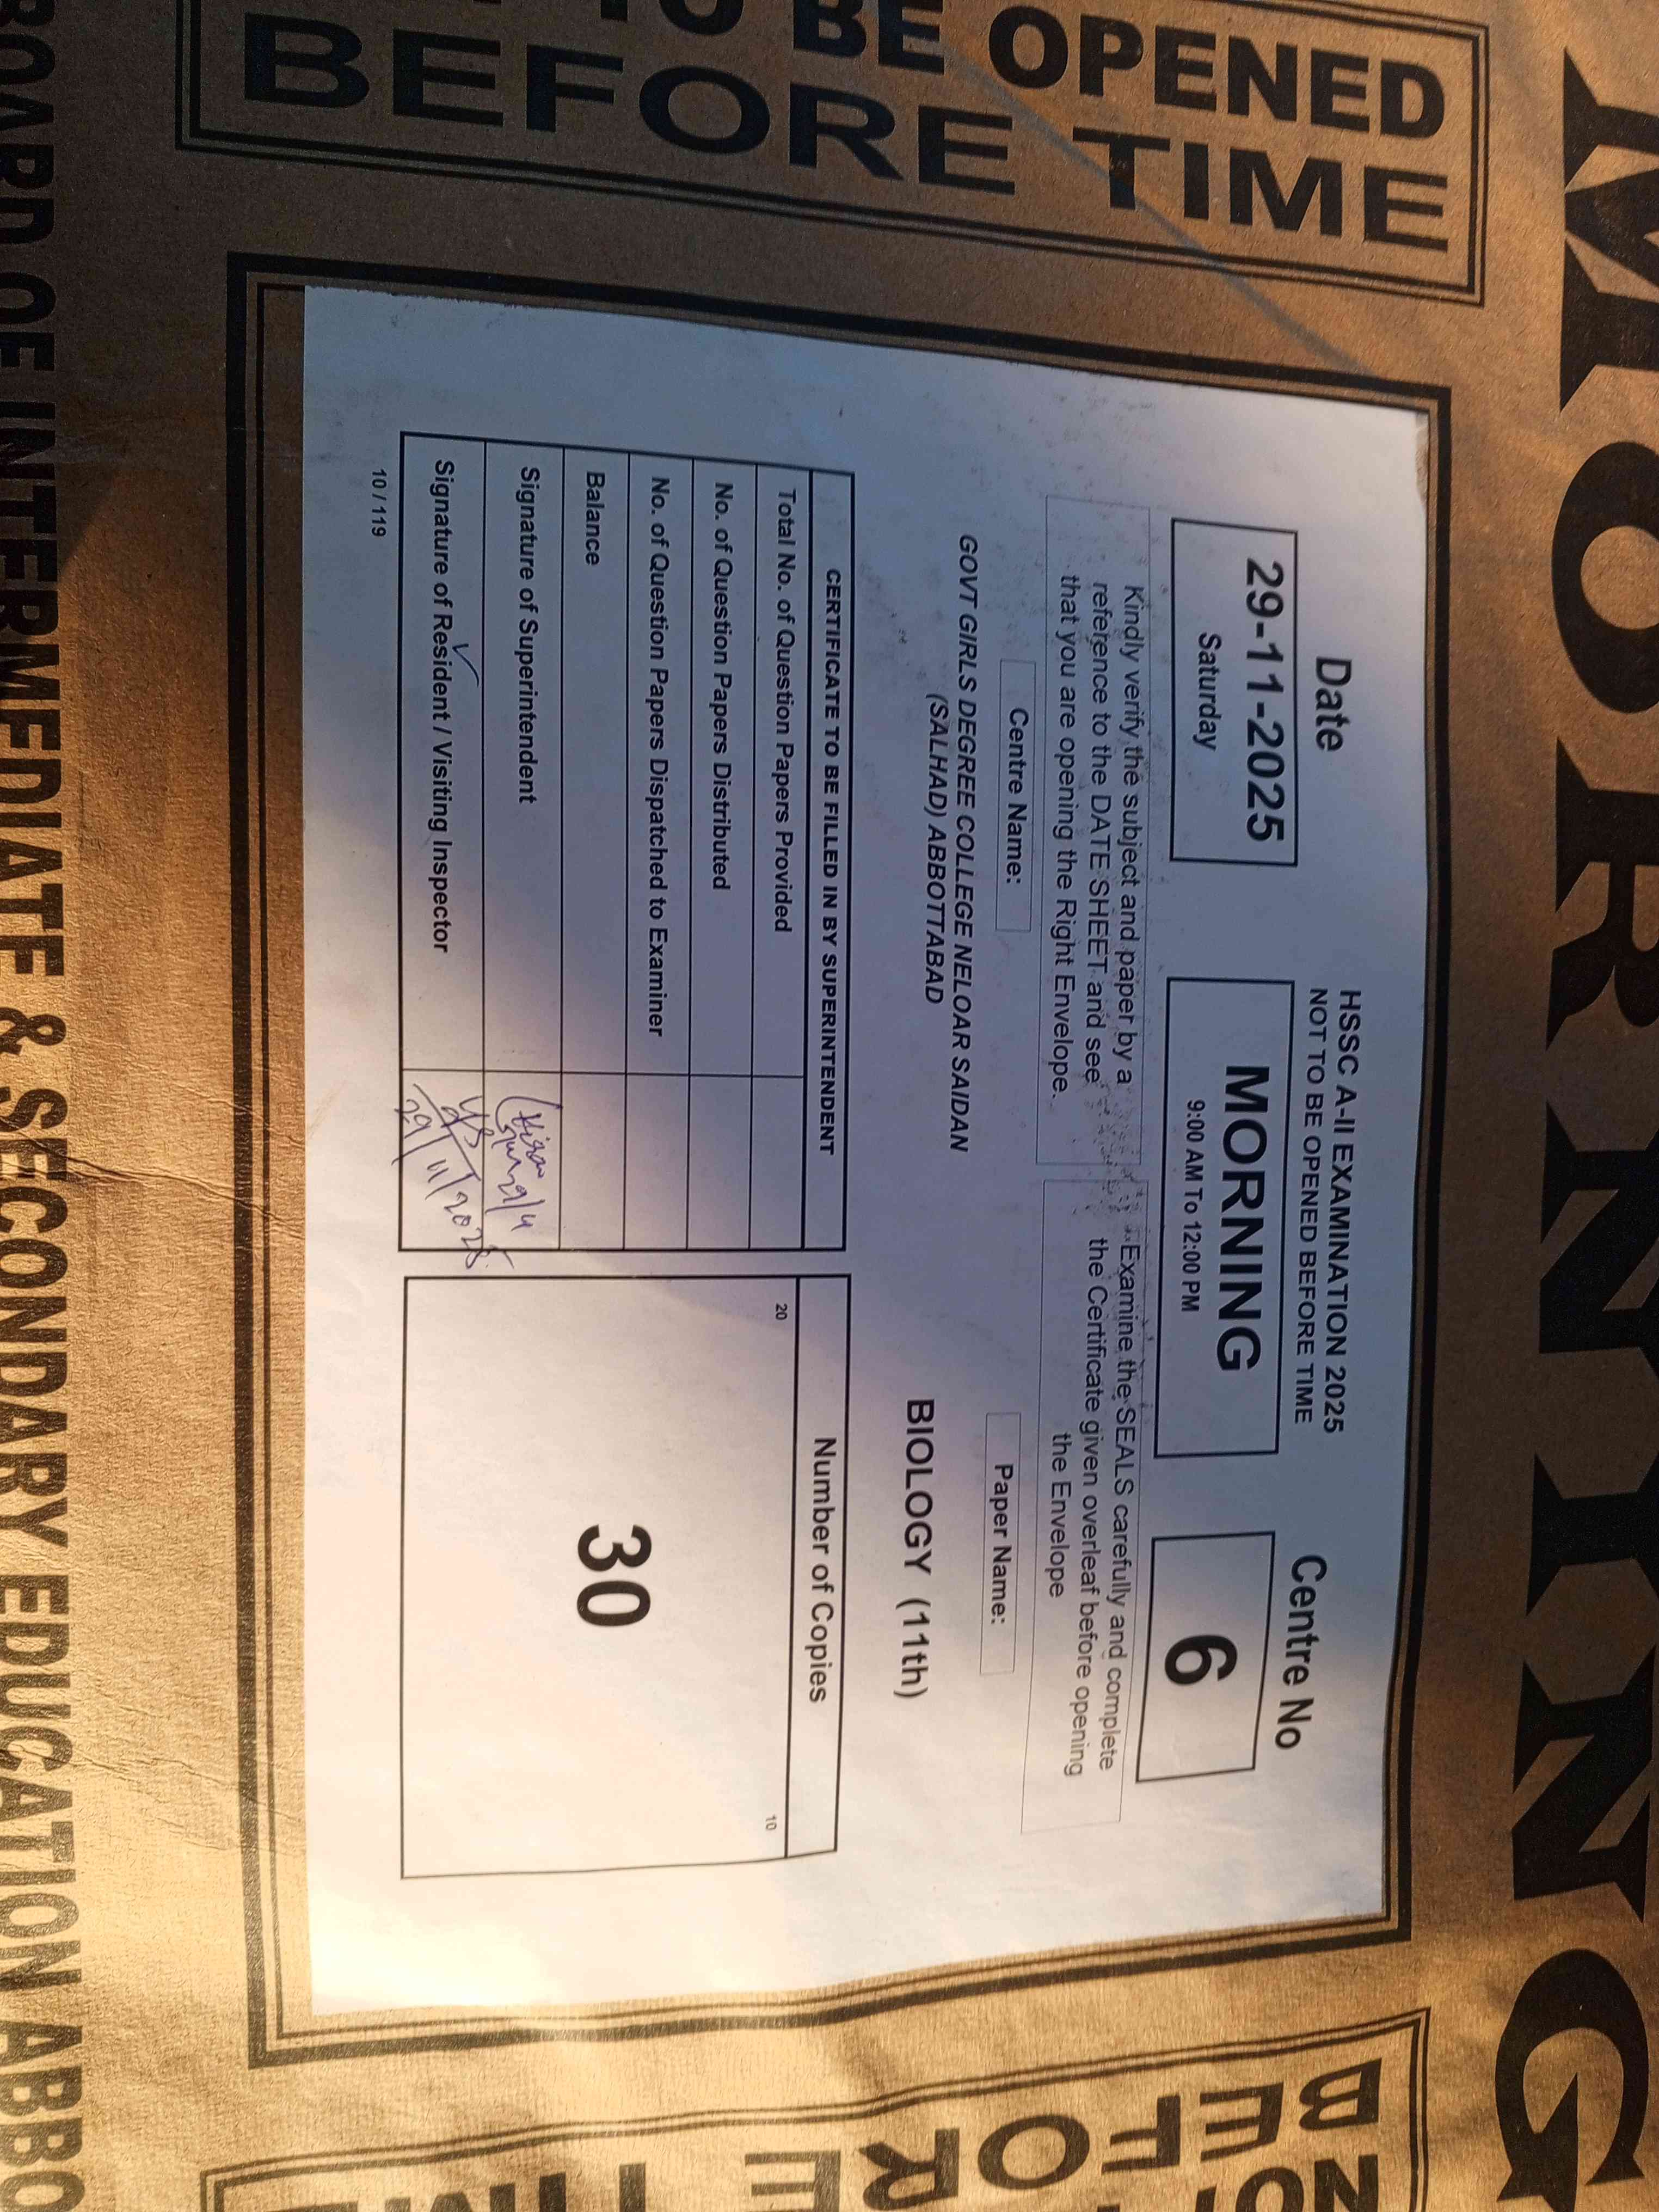 MORNING
TO BE OPENED
BEFORE TIME
Date
29-11-2025
Saturday
HSSC A-II EXAMINATION 2025
NOT TO BE OPENED BEFORE TIME
MORNING
9:00 AM To 12:00 PM
Centre No
6
Kindly verify the subject and paper by a
reference to the DATE SHEET and see
that you are opening the Right Envelope.
Examine the SEALS carefully and complete
the Certificate given overleaf before opening
the Envelope
Centre Name:
GOVT GIRLS DEGREE COLLEGE NELOAR SAIDAN
(SALHAD) ABBOTTABAD
Paper Name:
BIOLOGY (11th)
CERTIFICATE TO BE FILLED IN BY SUPERINTENDENT
Total No. of Question Papers Provided
No. of Question Papers Distributed
No. of Question Papers Dispatched to Examiner
Balance
Signature of Superintendent
Signature of Resident / Visiting Inspector
29/11/2025
Number of Copies
20
10
30
10 / 119
BOARD OF INTERMEDIATE & SECONDARY EDUCATION ABBO